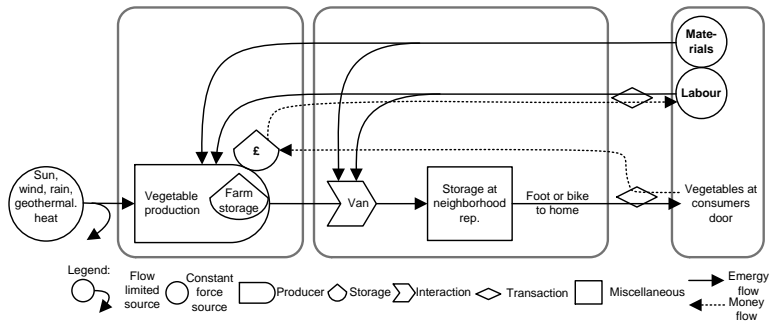 Mate-
rials
Labour
£
Sun,
wind, rain,
geothermal.
heat
Vegetable
production
Farm
storage
Van
Storage at
neighborhood
rep.
Foot or bike
to home
Vegetables at
consumers
door
Legend:
Flow
limited
source
Constant
force
source
Producer
Storage
Interaction
Transaction
Miscellaneous
Emergy
flow
Money
flow